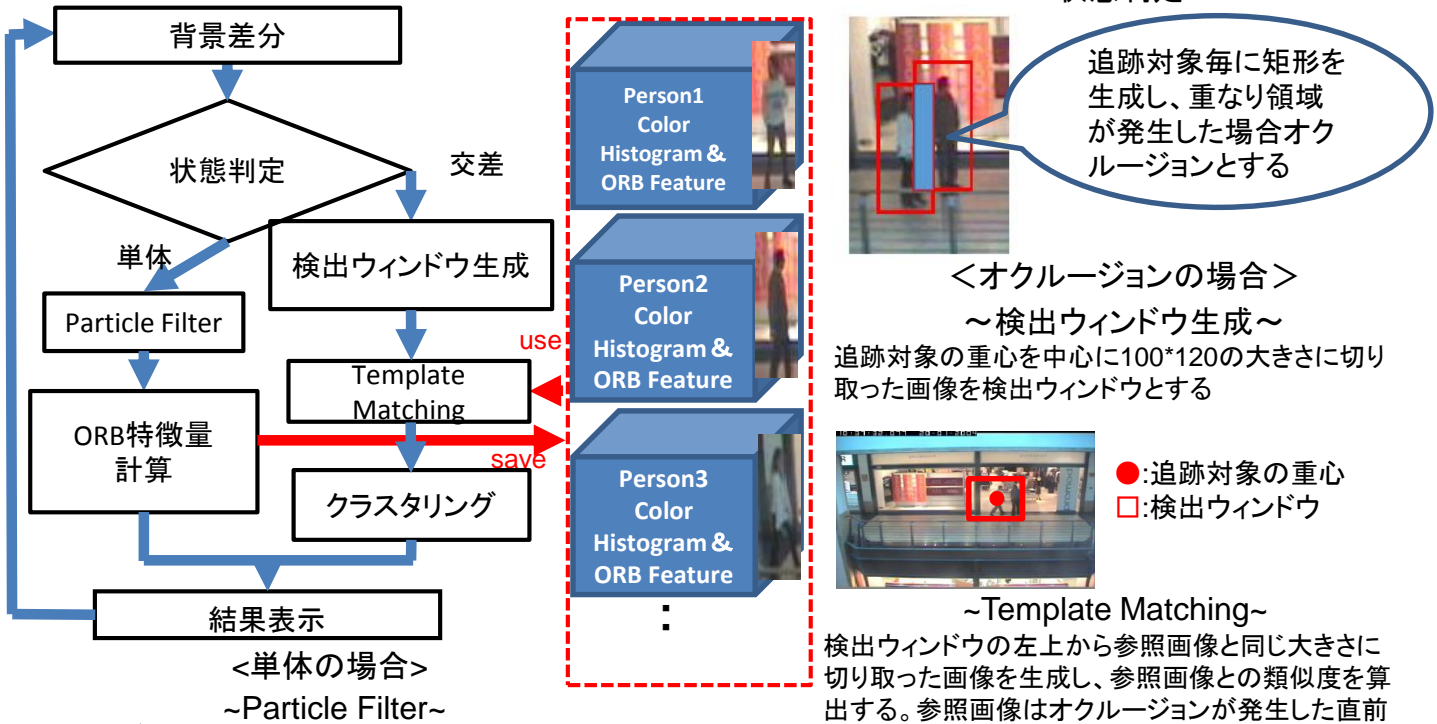 背景差分
状態判定
交差
単体
検出ウィンドウ生成
Particle Filter
Template
Matching
ORB特徴量
計算
クラスタリング
結果表示
use
save
<単体の場合>
~Particle Filter~
Person1
Color
Histogram &
ORB Feature
Person2
Color
Histogram &
ORB Feature
Person3
Color
Histogram &
ORB Feature
:
追跡対象毎に矩形を
生成し、重なり領域
が発生した場合オク
ルージョンとする
＜オクルージョンの場合＞
～検出ウィンドウ生成～
追跡対象の重心を中心に100*120の大きさに切り
取った画像を検出ウィンドウとする
●:追跡対象の重心
□:検出ウィンドウ
~Template Matching~
検出ウィンドウの左上から参照画像と同じ大きさに
切り取った画像を生成し、参照画像との類似度を算
出する。参照画像はオクルージョンが発生した直前